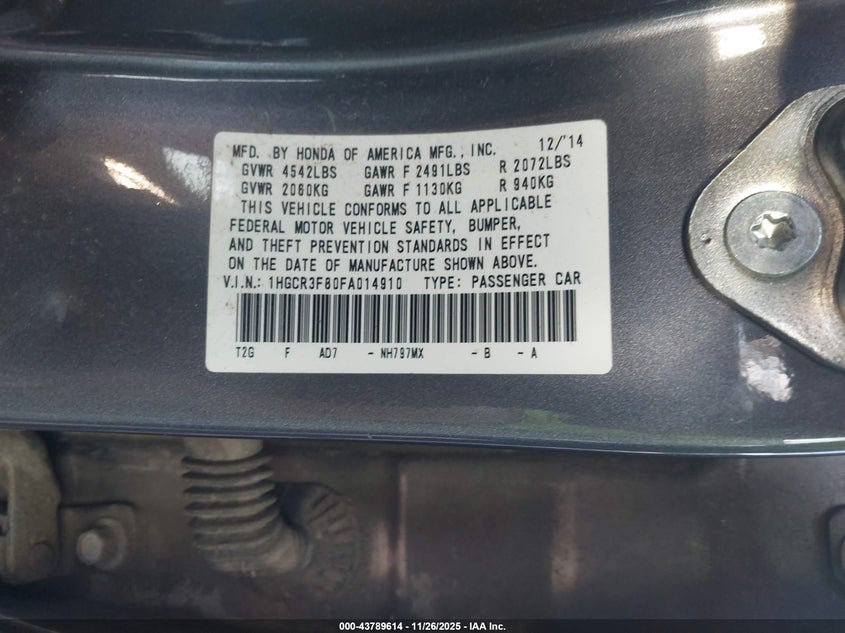 MFD. BY HONDA OF AMERICA MFG., INC. 12/'14
GVWR 4542LBS GAWR F 2491LBS R 2072LBS
GVWR 2060KG GAWR F 1130KG R 940KG
THIS VEHICLE CONFORMS TO ALL APPLICABLE
FEDERAL MOTOR VEHICLE SAFETY, BUMPER,
AND THEFT PREVENTION STANDARDS IN EFFECT
ON THE DATE OF MANUFACTURE SHOWN ABOVE.
V.I.N.: 1HGCR3F80FA014910 TYPE: PASSENGER CAR
T2G F AD7 - NH797MX - B - A
000-43789614 | 11/26/2025 - IAA Inc.